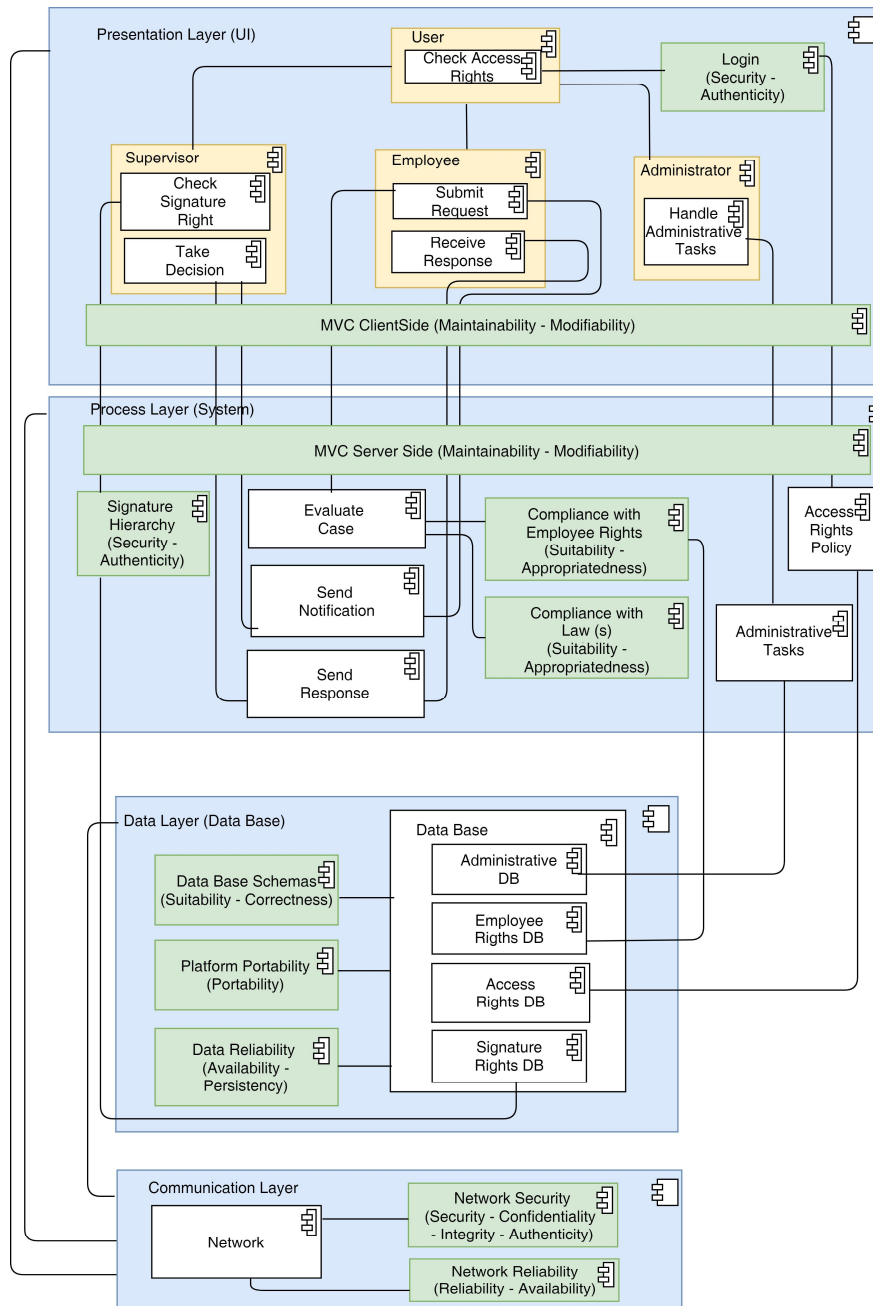 Presentation Layer (UI)
User
Check Access
Rights
Login
(Security -
Authenticity)
Supervisor
Check
Signature
Right
Take
Decision
Employee
Submit
Request
Receive
Response
Administrator
Handle
Administrative
Tasks
MVC ClientSide (Maintainability - Modifiability)
Process Layer (System)
MVC Server Side (Maintainability - Modifiability)
Signature
Hierarchy
(Security -
Authenticity)
Evaluate
Case
Compliance with
Employee Rights
(Suitability -
Appropriatedness)
Access
Rights
Policy
Send
Notification
Compliance with
Law (s)
(Suitability -
Appropriatedness)
Administrative
Tasks
Send
Response
Data Layer (Data Base)
Data Base
Administrative
DB
Data Base Schemas
(Suitability - Correctness)
Employee
Rigths DB
Platform Portability
(Portability)
Access
Rights DB
Data Reliability
(Availability -
Persistency)
Signature
Rights DB
Communication Layer
Network
Network Security
(Security - Confidentiality
- Integrity - Authenticity)
Network Reliability
(Reliability - Availability)